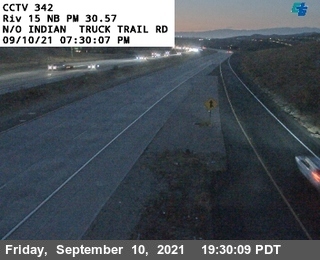 CCTV 342
Riv 15 NB PM 30.57
N/O INDIAN TRUCK TRAIL RD
09/10/21 07:30:07 PM
Friday, September 10, 2021 19:30:09 PDT